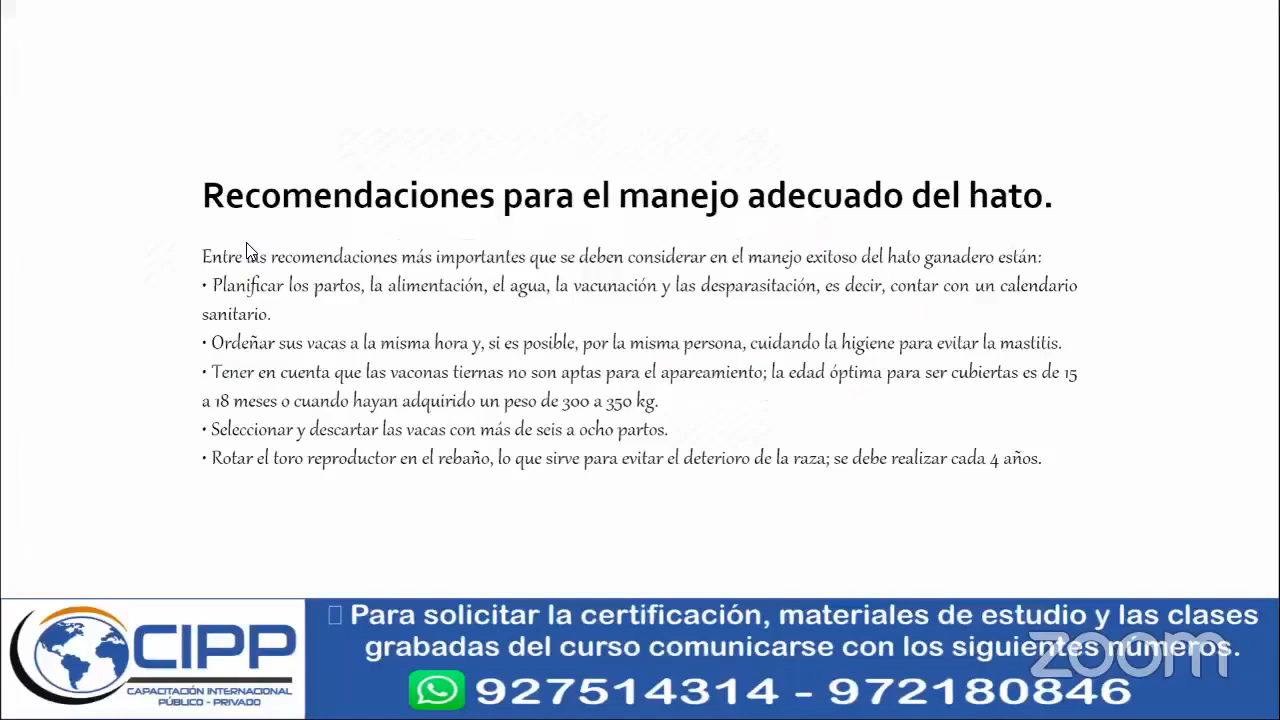 Recomendaciones para el manejo adecuado del hato.
Entre las recomendaciones más importantes que se deben considerar en el manejo exitoso del hato ganadero están:
• Planificar los partos, la alimentación, el agua, la vacunación y las desparasitación, es decir, contar con un calendario
sanitario.
• Ordeñar sus vacas a la misma hora y, si es posible, por la misma persona, cuidando la higiene para evitar la mastitis.
• Tener en cuenta que las vaconas tiernas no son aptas para el apareamiento; la edad óptima para ser cubiertas es de 15
a 18 meses o cuando hayan adquirido un peso de 300 a 350 kg.
• Seleccionar y descartar las vacas con más de seis a ocho partos.
• Rotar el toro reproductor en el rebaño, lo que sirve para evitar el deterioro de la raza; se debe realizar cada 4 años.
CIPP
CAPACITACIÓN INTERNACIONAL
PÚBLICO - PRIVADO
Para solicitar la certificación, materiales de estudio y las clases
grabadas del curso comunicarse con los siguientes números.
zoom
927514314 - 972180846